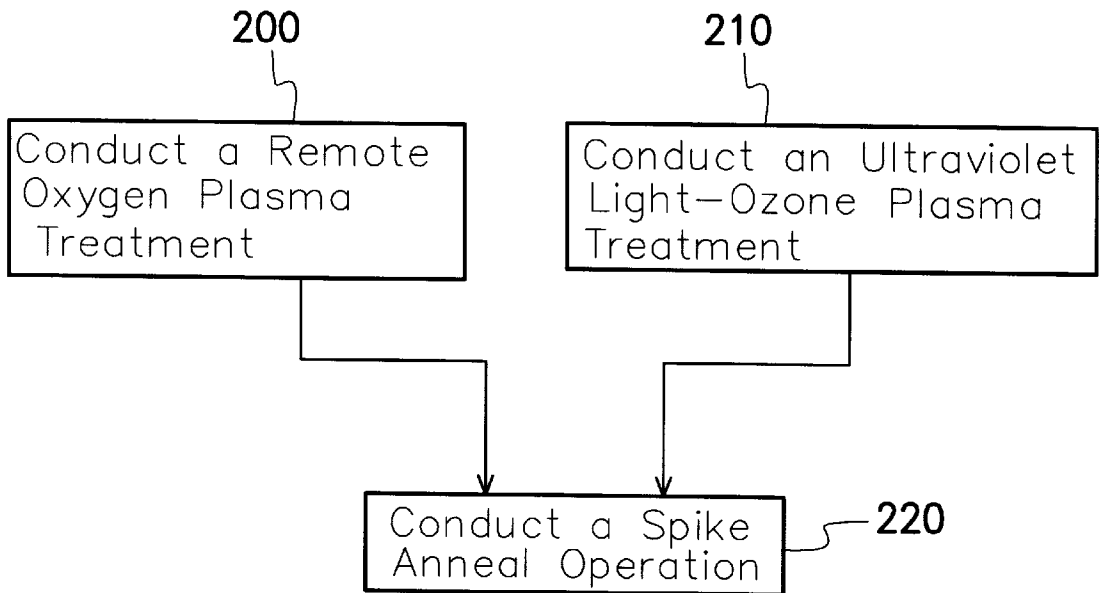 200
210
Conduct a Remote
Oxygen Plasma
Treatment
Conduct an Ultraviolet
Light-Ozone Plasma
Treatment
Conduct a Spike
Anneal Operation
220